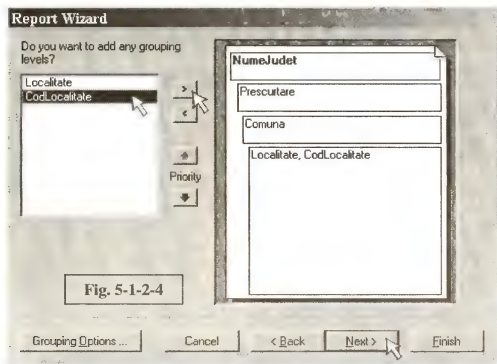 Report Wizard
Do you want to add any grouping
levels?
Localitate
CodLocalitate
>
<
Priority
NumeJudet
Prescurtare
Comuna
Localitate, CodLocalitate
Fig. 5-1-2-4
Grouping Options ...
Cancel
< Back
Next >
Finish